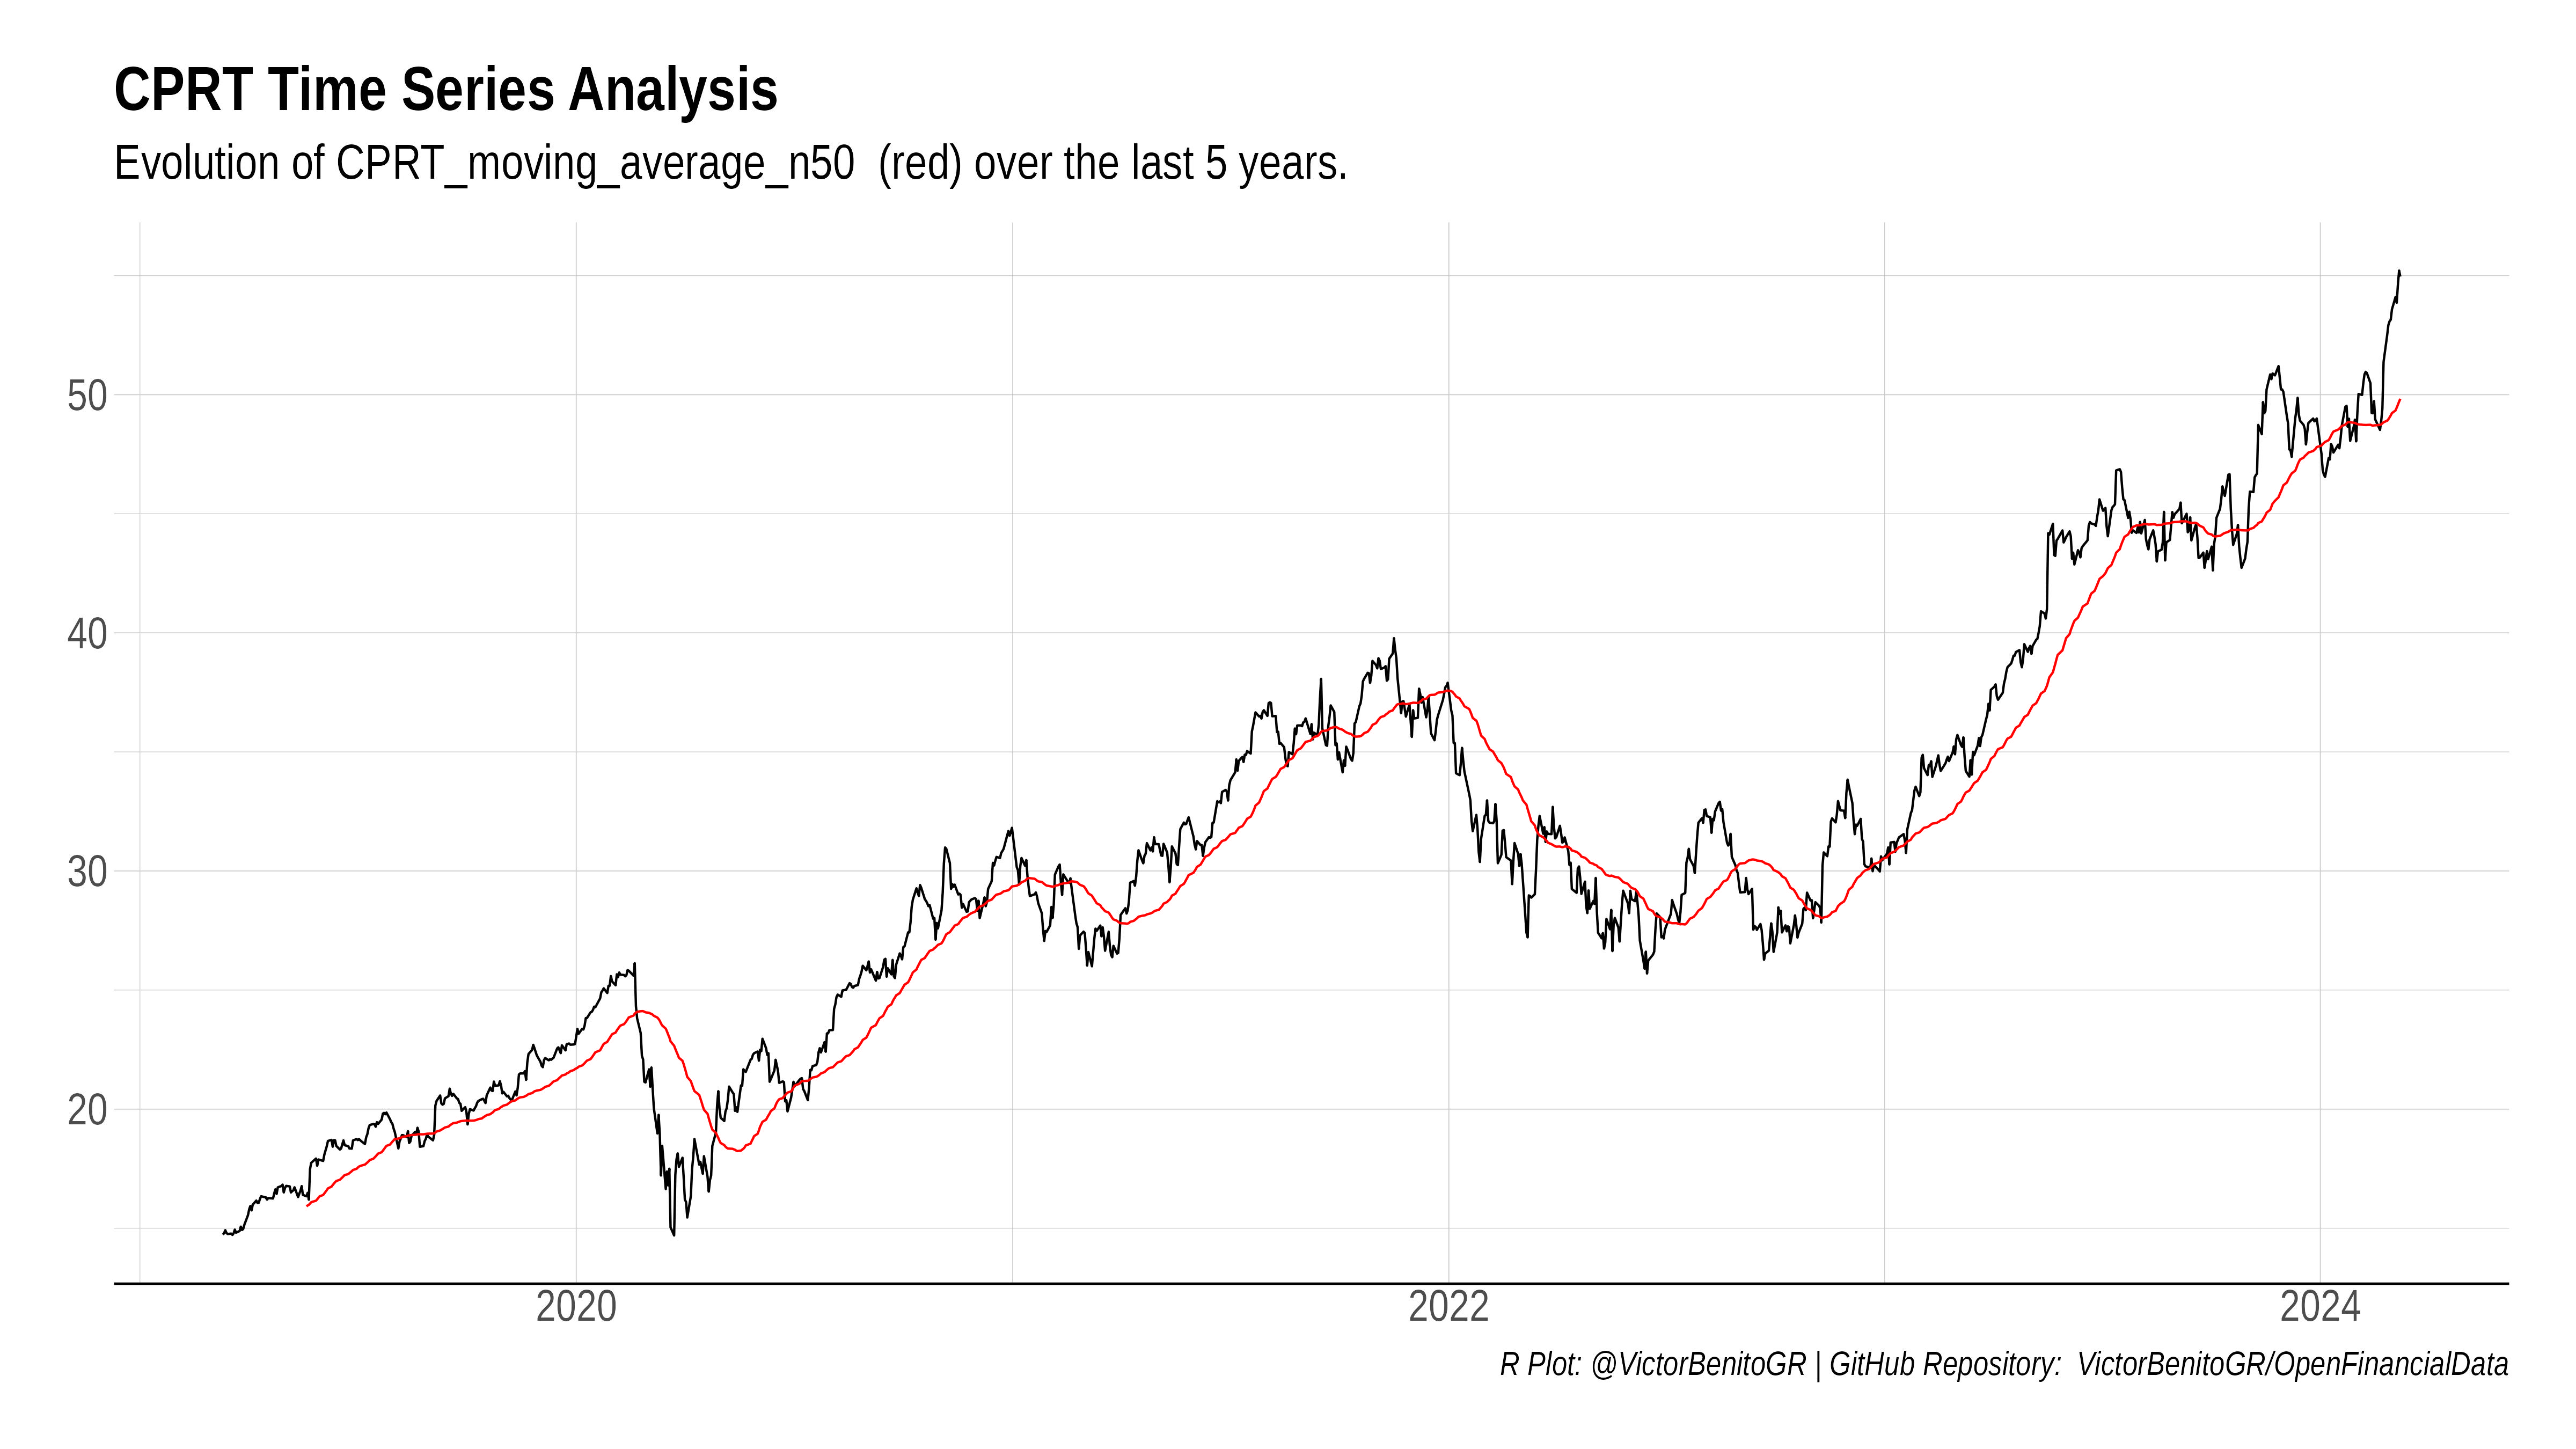 CPRT Time Series Analysis
Evolution of CPRT_moving_average_n50  (red) over the last 5 years.
50
40
30
20
2020 2022 2024
R Plot: @VictorBenitoGR | GitHub Repository:  VictorBenitoGR/OpenFinancialData